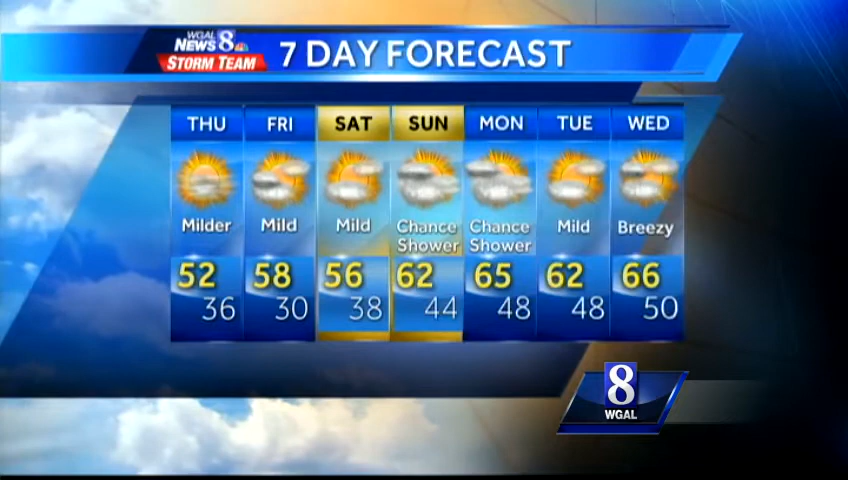 WGAL
NEWS 8
STORM TEAM
7 DAY FORECAST
THU FRI SAT SUN MON TUE WED
Milder Mild Mild Chance Shower Chance Shower Mild Breezy
52 58 56 62 65 62 66
36 30 38 44 48 48 50
8
WGAL